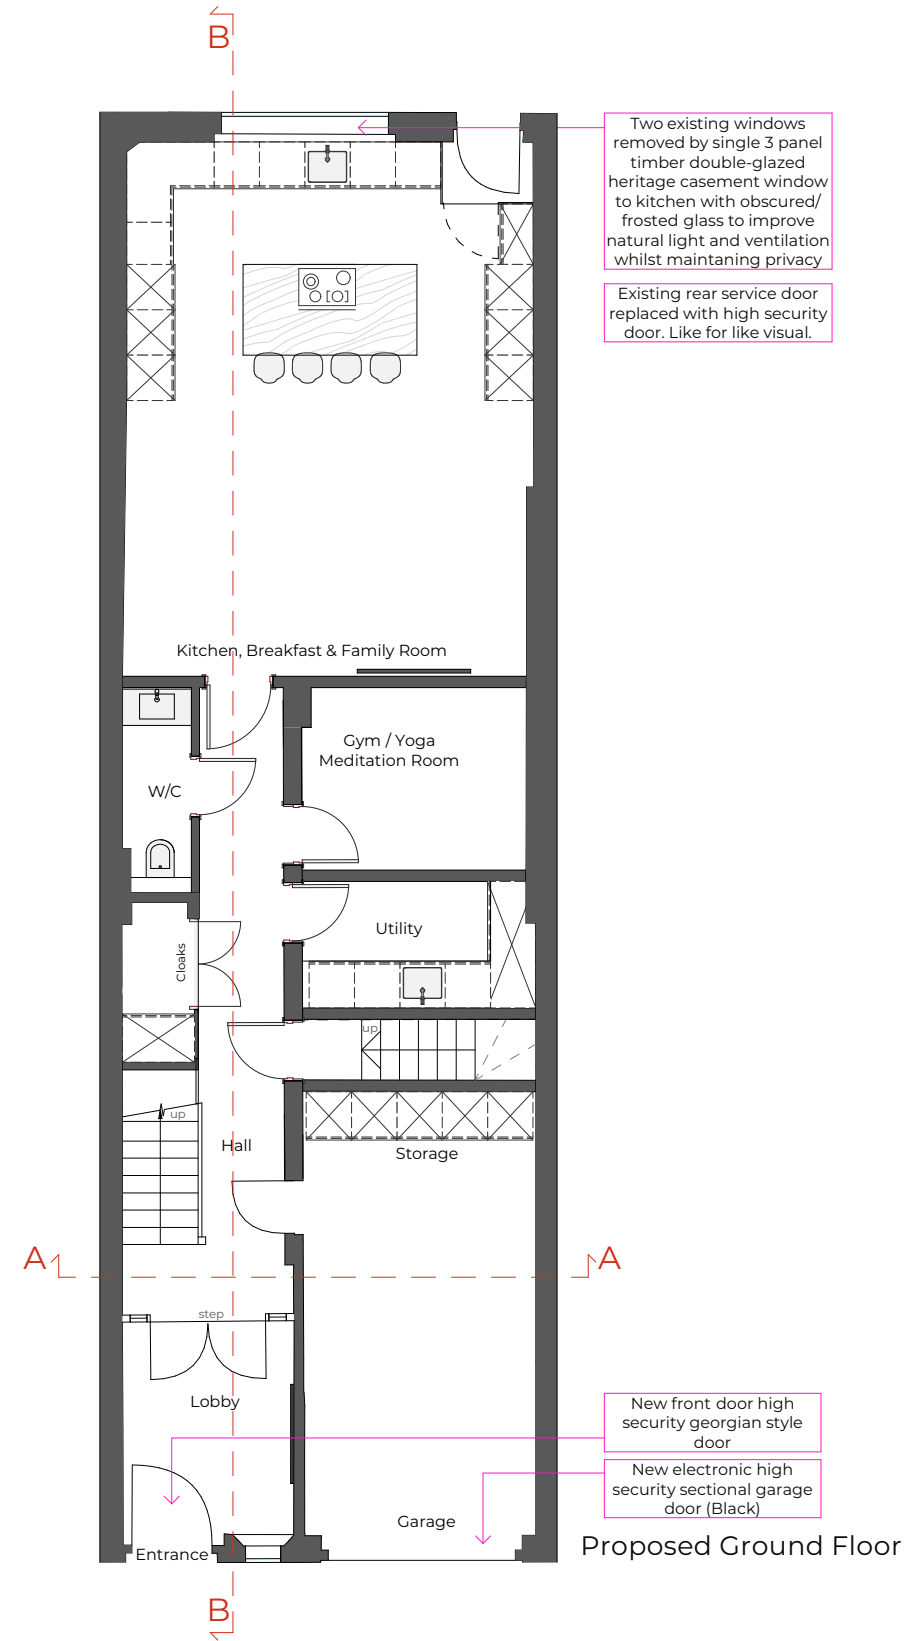 B
Two existing windows
removed by single 3 panel
timber double-glazed
heritage casement window
to kitchen with obscured/
frosted glass to improve
natural light and ventilation
whilst maintaning privacy
Existing rear service door
replaced with high security
door. Like for like visual.
Kitchen, Breakfast & Family Room
Gym / Yoga
Meditation Room
W/C
Utility
Cloaks
up
up
Hall
Storage
A
A
step
Lobby
New front door high
security georgian style
door
New electronic high
security sectional garage
door (Black)
Garage
Entrance
Proposed Ground Floor
B